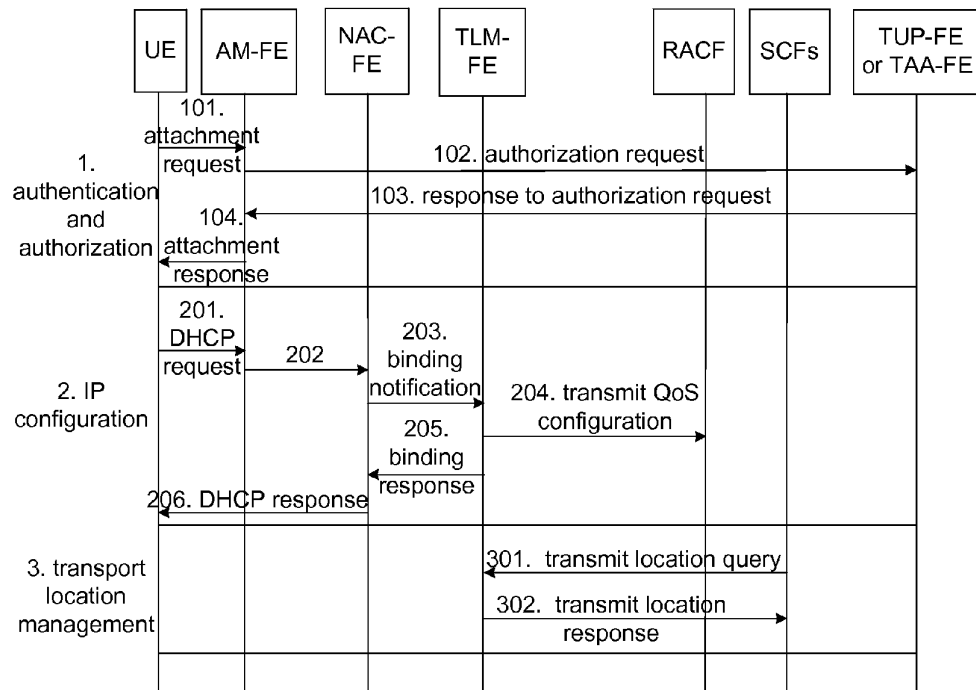 UE
AM-FE
NAC-
FE
TLM-
FE
RACF
SCFs
TUP-FE
or TAA-FE
1.
authentication
and
authorization
101.
attachment
request
102. authorization request
103. response to authorization request
104.
attachment
response
2. IP
configuration
201.
DHCP
request
202
203.
binding
notification
204. transmit QoS
configuration
205.
binding
response
206. DHCP response
3. transport
location
management
301. transmit location query
302. transmit location
response